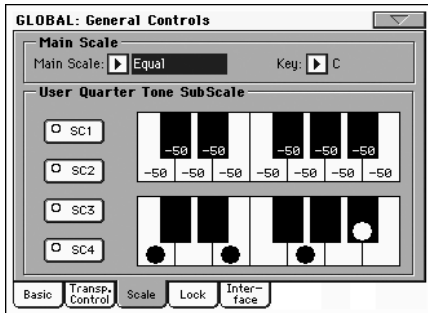 GLOBAL: General Controls
Main Scale
Main Scale: Equal Key: C
User Quarter Tone SubScale
SC1
-50 -50 -50 -50 -50
SC2
-50 -50 -50 -50 -50 -50 -50
SC3
SC4
Basic Transp. Control Scale Lock Inter-face